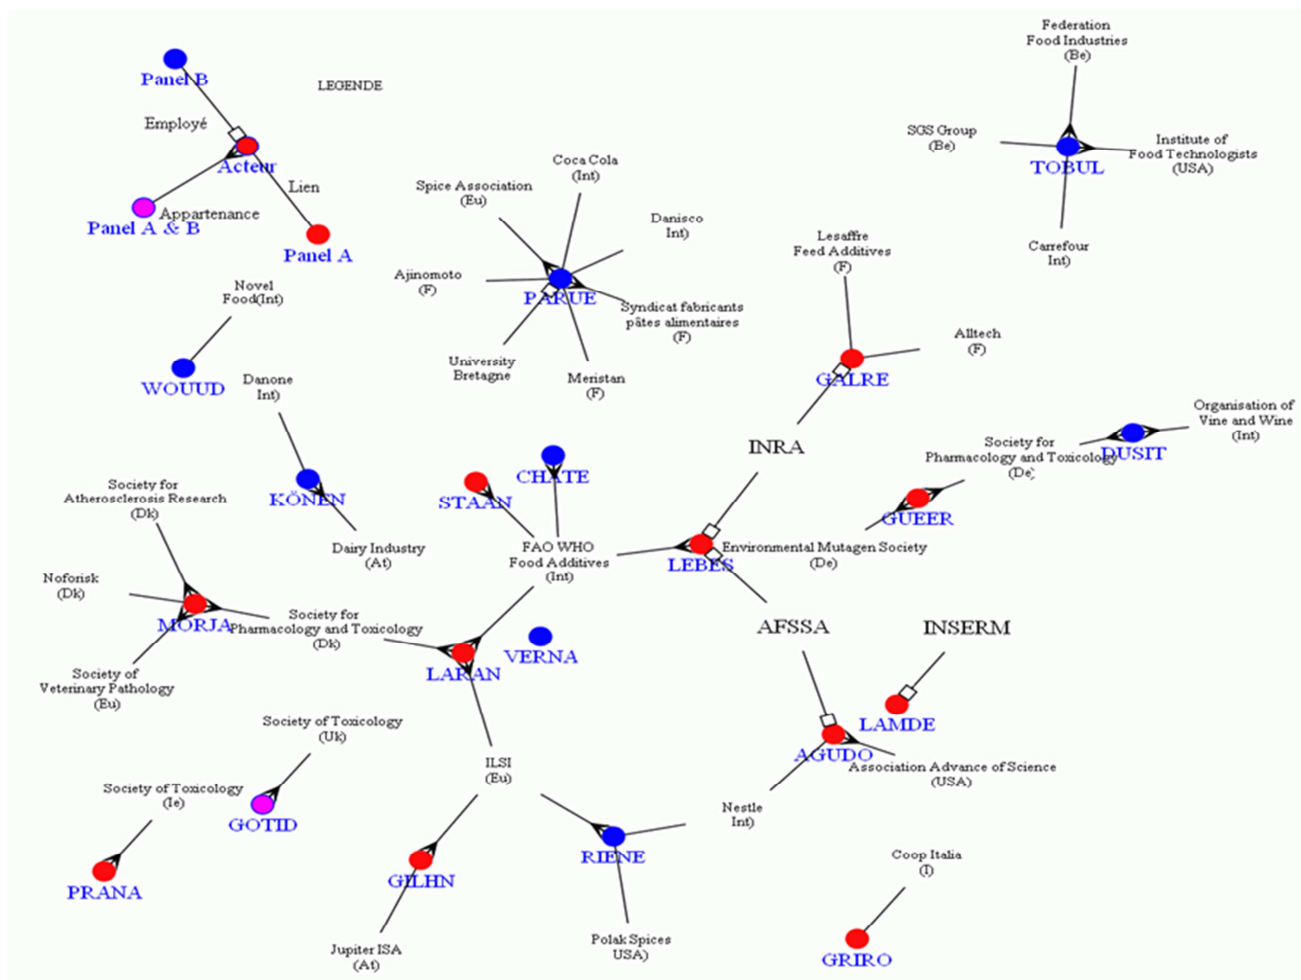 Panel B
LEGENDE
Employé
Acteur
Lien
Appartenance
Panel A & B
Panel A
Federation
Food Industries
(Be)
SGS Group
(Be)
Institute of
Food Technologists
(USA)
TOBUL
Carrefour
Int)
Coca Cola
(Int)
Spice Association
(Eu)
Danisco
Int)
Ajinomoto
(F)
PARUE
Syndicat fabricants
pâtes alimentaires
(F)
University
Bretagne
Meristan
(F)
Lesaffre
Feed Additives
(F)
Alltech
(F)
GALRE
Novel
Food(Int)
WOUUD
Danone
Int)
KÖNEN
Dairy Industry
(At)
INRA
Organisation of
Vine and Wine
(Int)
DUSIT
Society for
Pharmacology and Toxicology
(De)
GUEER
CHATE
STAAN
FAO WHO
Food Additives
(Int)
LEBES
Environmental Mutagen Society
(De)
Society for
Atherosclerosis Research
(Dk)
Noforisk
(Dk)
MORJA
Society for
Pharmacology and Toxicology
(Dk)
Society of
Veterinary Pathology
(Eu)
LARAN
VERNA
AFSSA
INSERM
LAMDE
AGUDO
Association Advance of Science
(USA)
Society of Toxicology
(Uk)
GOTID
Society of Toxicology
(Ie)
PRANA
ILSI
(Eu)
GILHN
Jupiter ISA
(At)
RIENE
Nestle
Int)
Polak Spices
USA)
Coop Italia
(I)
GRIRO